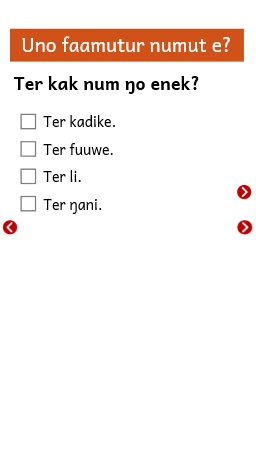 Uno faamutur numut e?
Ter kak num ŋo enek?
Ter kadike.
Ter fuuwe.
Ter li.
Ter ŋani.